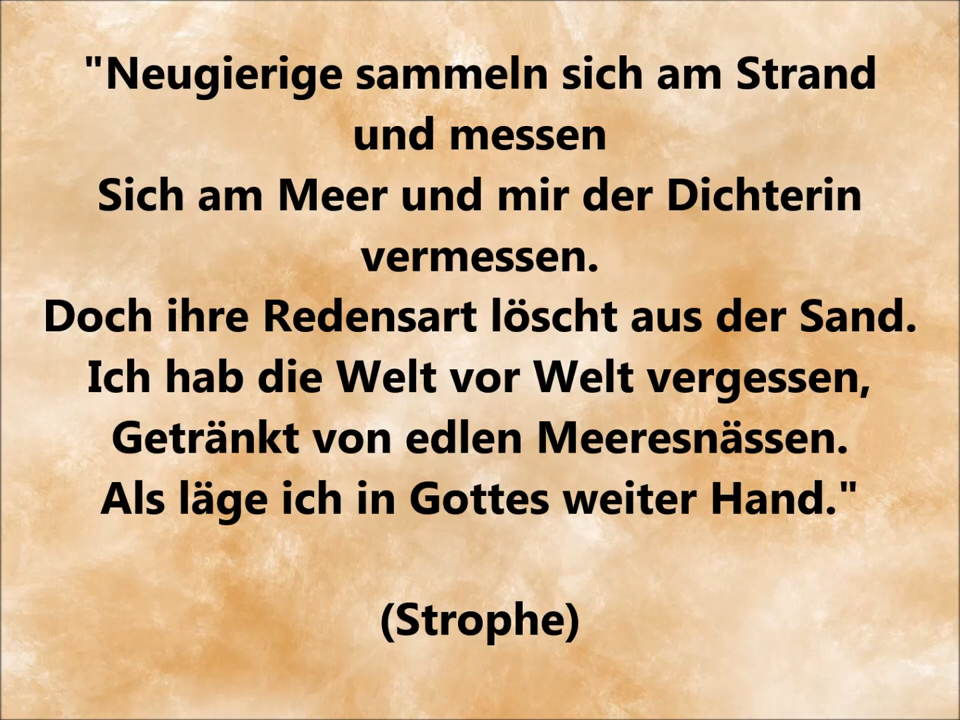 "Neugierige sammeln sich am Strand
und messen
Sich am Meer und mir der Dichterin
vermessen.
Doch ihre Redensart löscht aus der Sand.
Ich hab die Welt vor Welt vergessen,
Getränkt von edlen Meeresnässen.
Als läge ich in Gottes weiter Hand."
(Strophe)